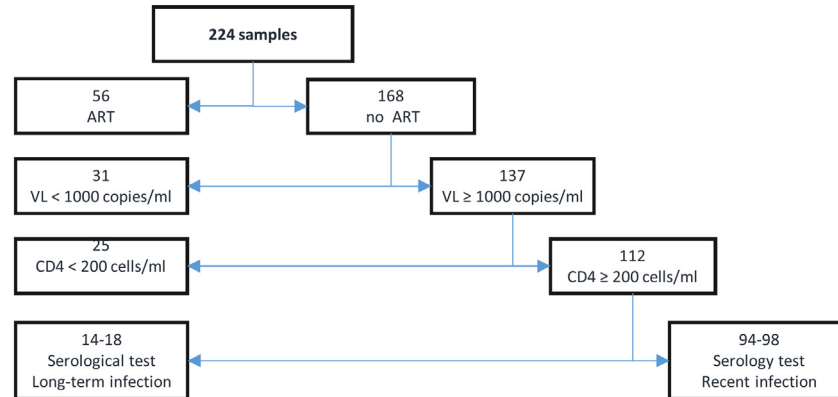 224 samples
56
ART
168
no ART
31
VL < 1000 copies/ml
137
VL ≥ 1000 copies/ml
25
CD4 < 200 cells/ml
112
CD4 ≥ 200 cells/ml
14-18
Serological test
Long-term infection
94-98
Serology test
Recent infection